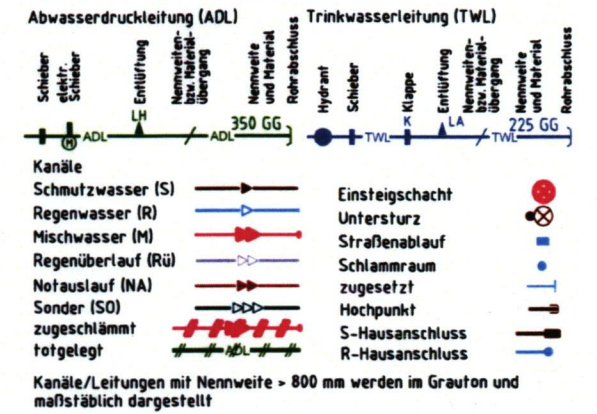 Abwasserdruckleitung (ADL)
Schieber
elektr.
Schieber
Entlüftung
Nennweiten-
bzw. Material-
übergang
Nennweite
und Material
Rohrabschluss
LH
M
ADL
ADL
350 GG
Trinkwasserleitung (TWL)
Hydrant
Schieber
Klappe
Entlüftung
Nennweiten-
bzw. Material-
übergang
Nennweite
und Material
Rohrabschluss
K
LA
TWL
TWL
225 GG
Kanäle
Schmutzwasser (S)
Regenwasser (R)
Mischwasser (M)
Regenüberlauf (Rü)
Notauslauf (NA)
Sonder (SO)
zugeschlämmt
totgelegt
ADL
Einsteigschacht
Untersturz
Straßenablauf
Schlammraum
zugesetzt
Hochpunkt
S-Hausanschluss
R-Hausanschluss
Kanäle/Leitungen mit Nennweite > 800 mm werden im Grauton und
maßstäblich dargestellt